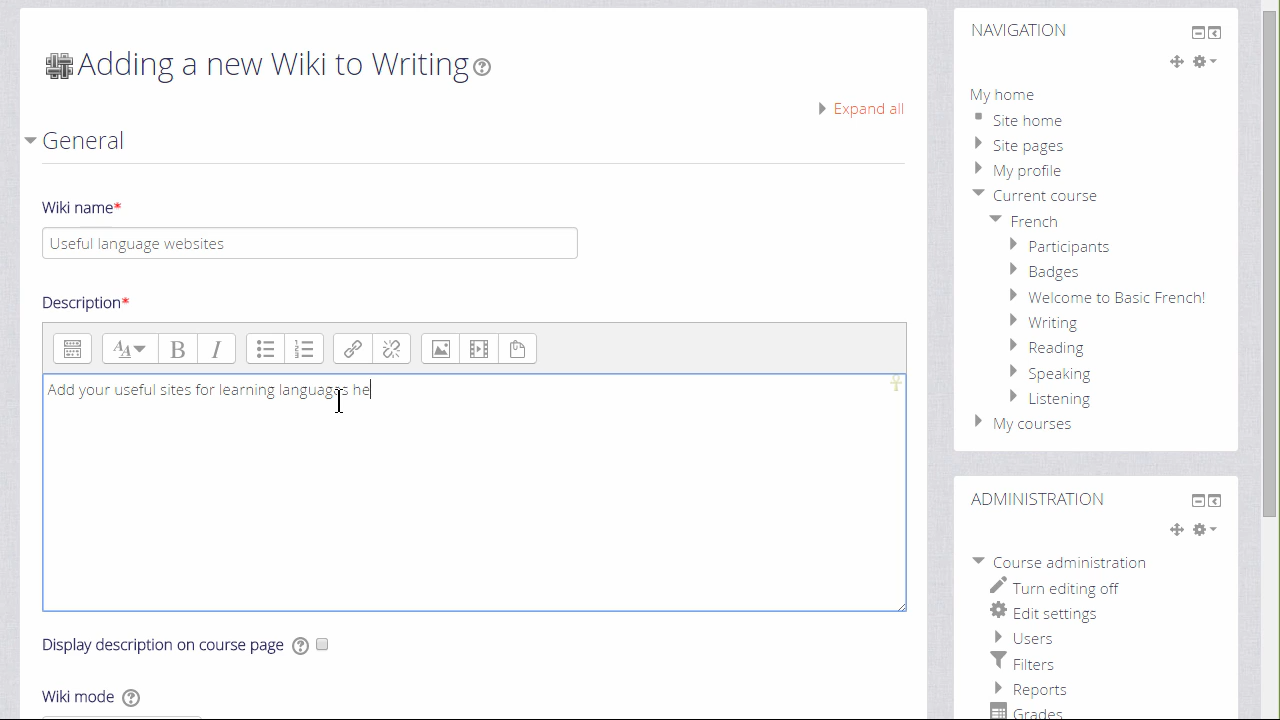 Adding a new Wiki to Writing
Expand all
General
Wiki name*
Useful language websites
Description*
Add your useful sites for learning languages he
Display description on course page
Wiki mode
NAVIGATION
My home
Site home
Site pages
My profile
Current course
French
Participants
Badges
Welcome to Basic French!
Writing
Reading
Speaking
Listening
My courses
ADMINISTRATION
Course administration
Turn editing off
Edit settings
Users
Filters
Reports
Grades